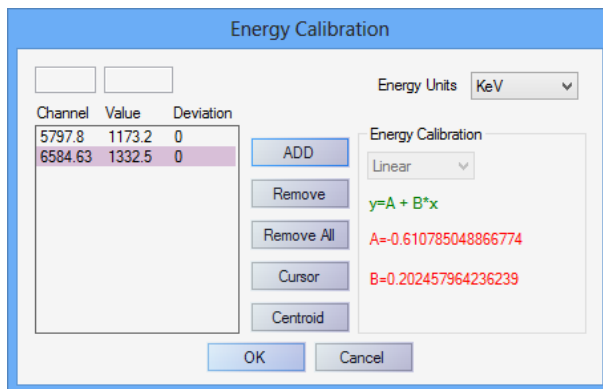 Energy Calibration
Energy Units KeV
Channel Value Deviation
5797.8 1173.2 0
6584.63 1332.5 0
ADD
Remove
Remove All
Cursor
Centroid
Energy Calibration
Linear
y=A + B*x
A=-0.610785048866774
B=0.202457964236239
OK Cancel